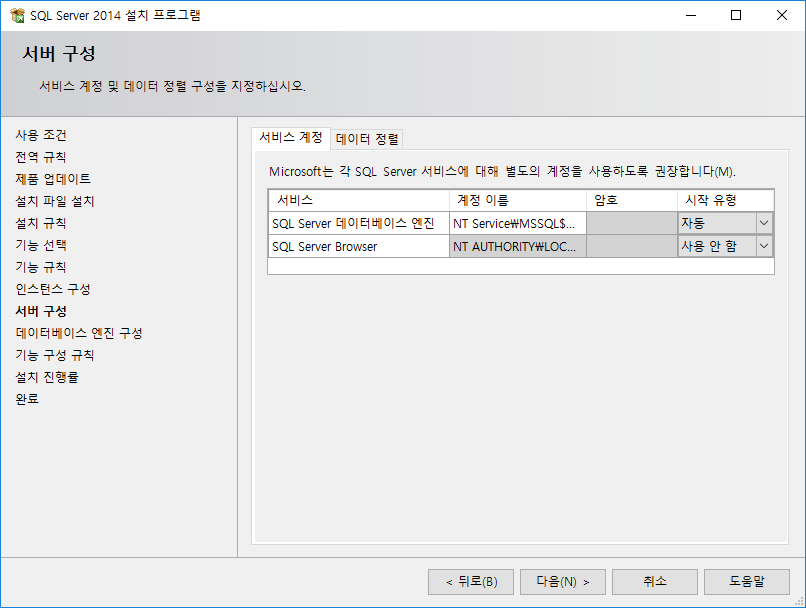 SQL Server 2014 설치 프로그램
서버 구성
서비스 계정 및 데이터 정렬 구성을 지정하십시오.
사용 조건
전역 규칙
제품 업데이트
설치 파일 설치
설치 규칙
기능 선택
기능 규칙
인스턴스 구성
서버 구성
데이터베이스 엔진 구성
기능 구성 규칙
설치 진행률
완료
서비스 계정 데이터 정렬
Microsoft는 각 SQL Server 서비스에 대해 별도의 계정을 사용하도록 권장합니다(M).
서비스 계정 이름 암호 시작 유형
SQL Server 데이터베이스 엔진 NT Service₩MSSQL$... 자동
SQL Server Browser NT AUTHORITY₩LOC... 사용 안 함
< 뒤로(B) 다음(N) > 취소 도움말